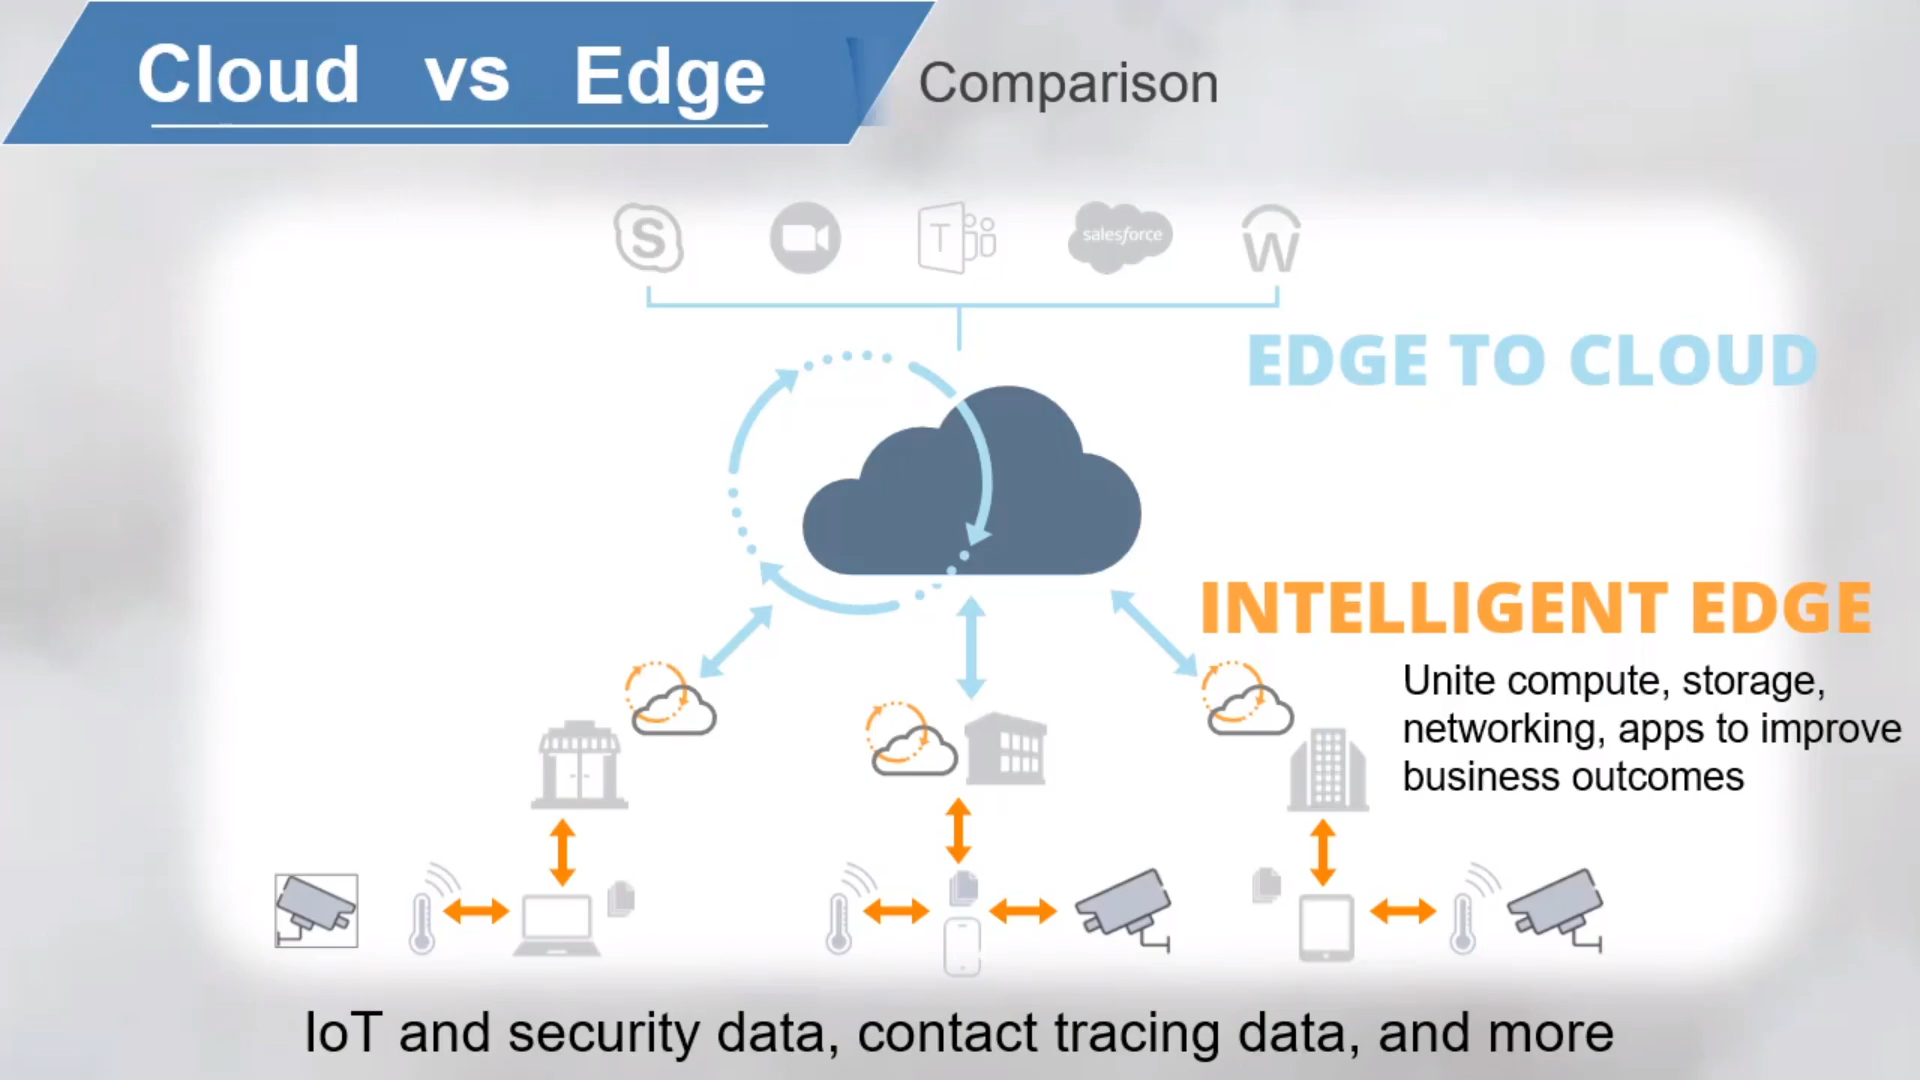 Cloud vs Edge
Comparison
S
T
salesforce
W
EDGE TO CLOUD
INTELLIGENT EDGE
Unite compute, storage,
networking, apps to improve
business outcomes
IoT and security data, contact tracing data, and more